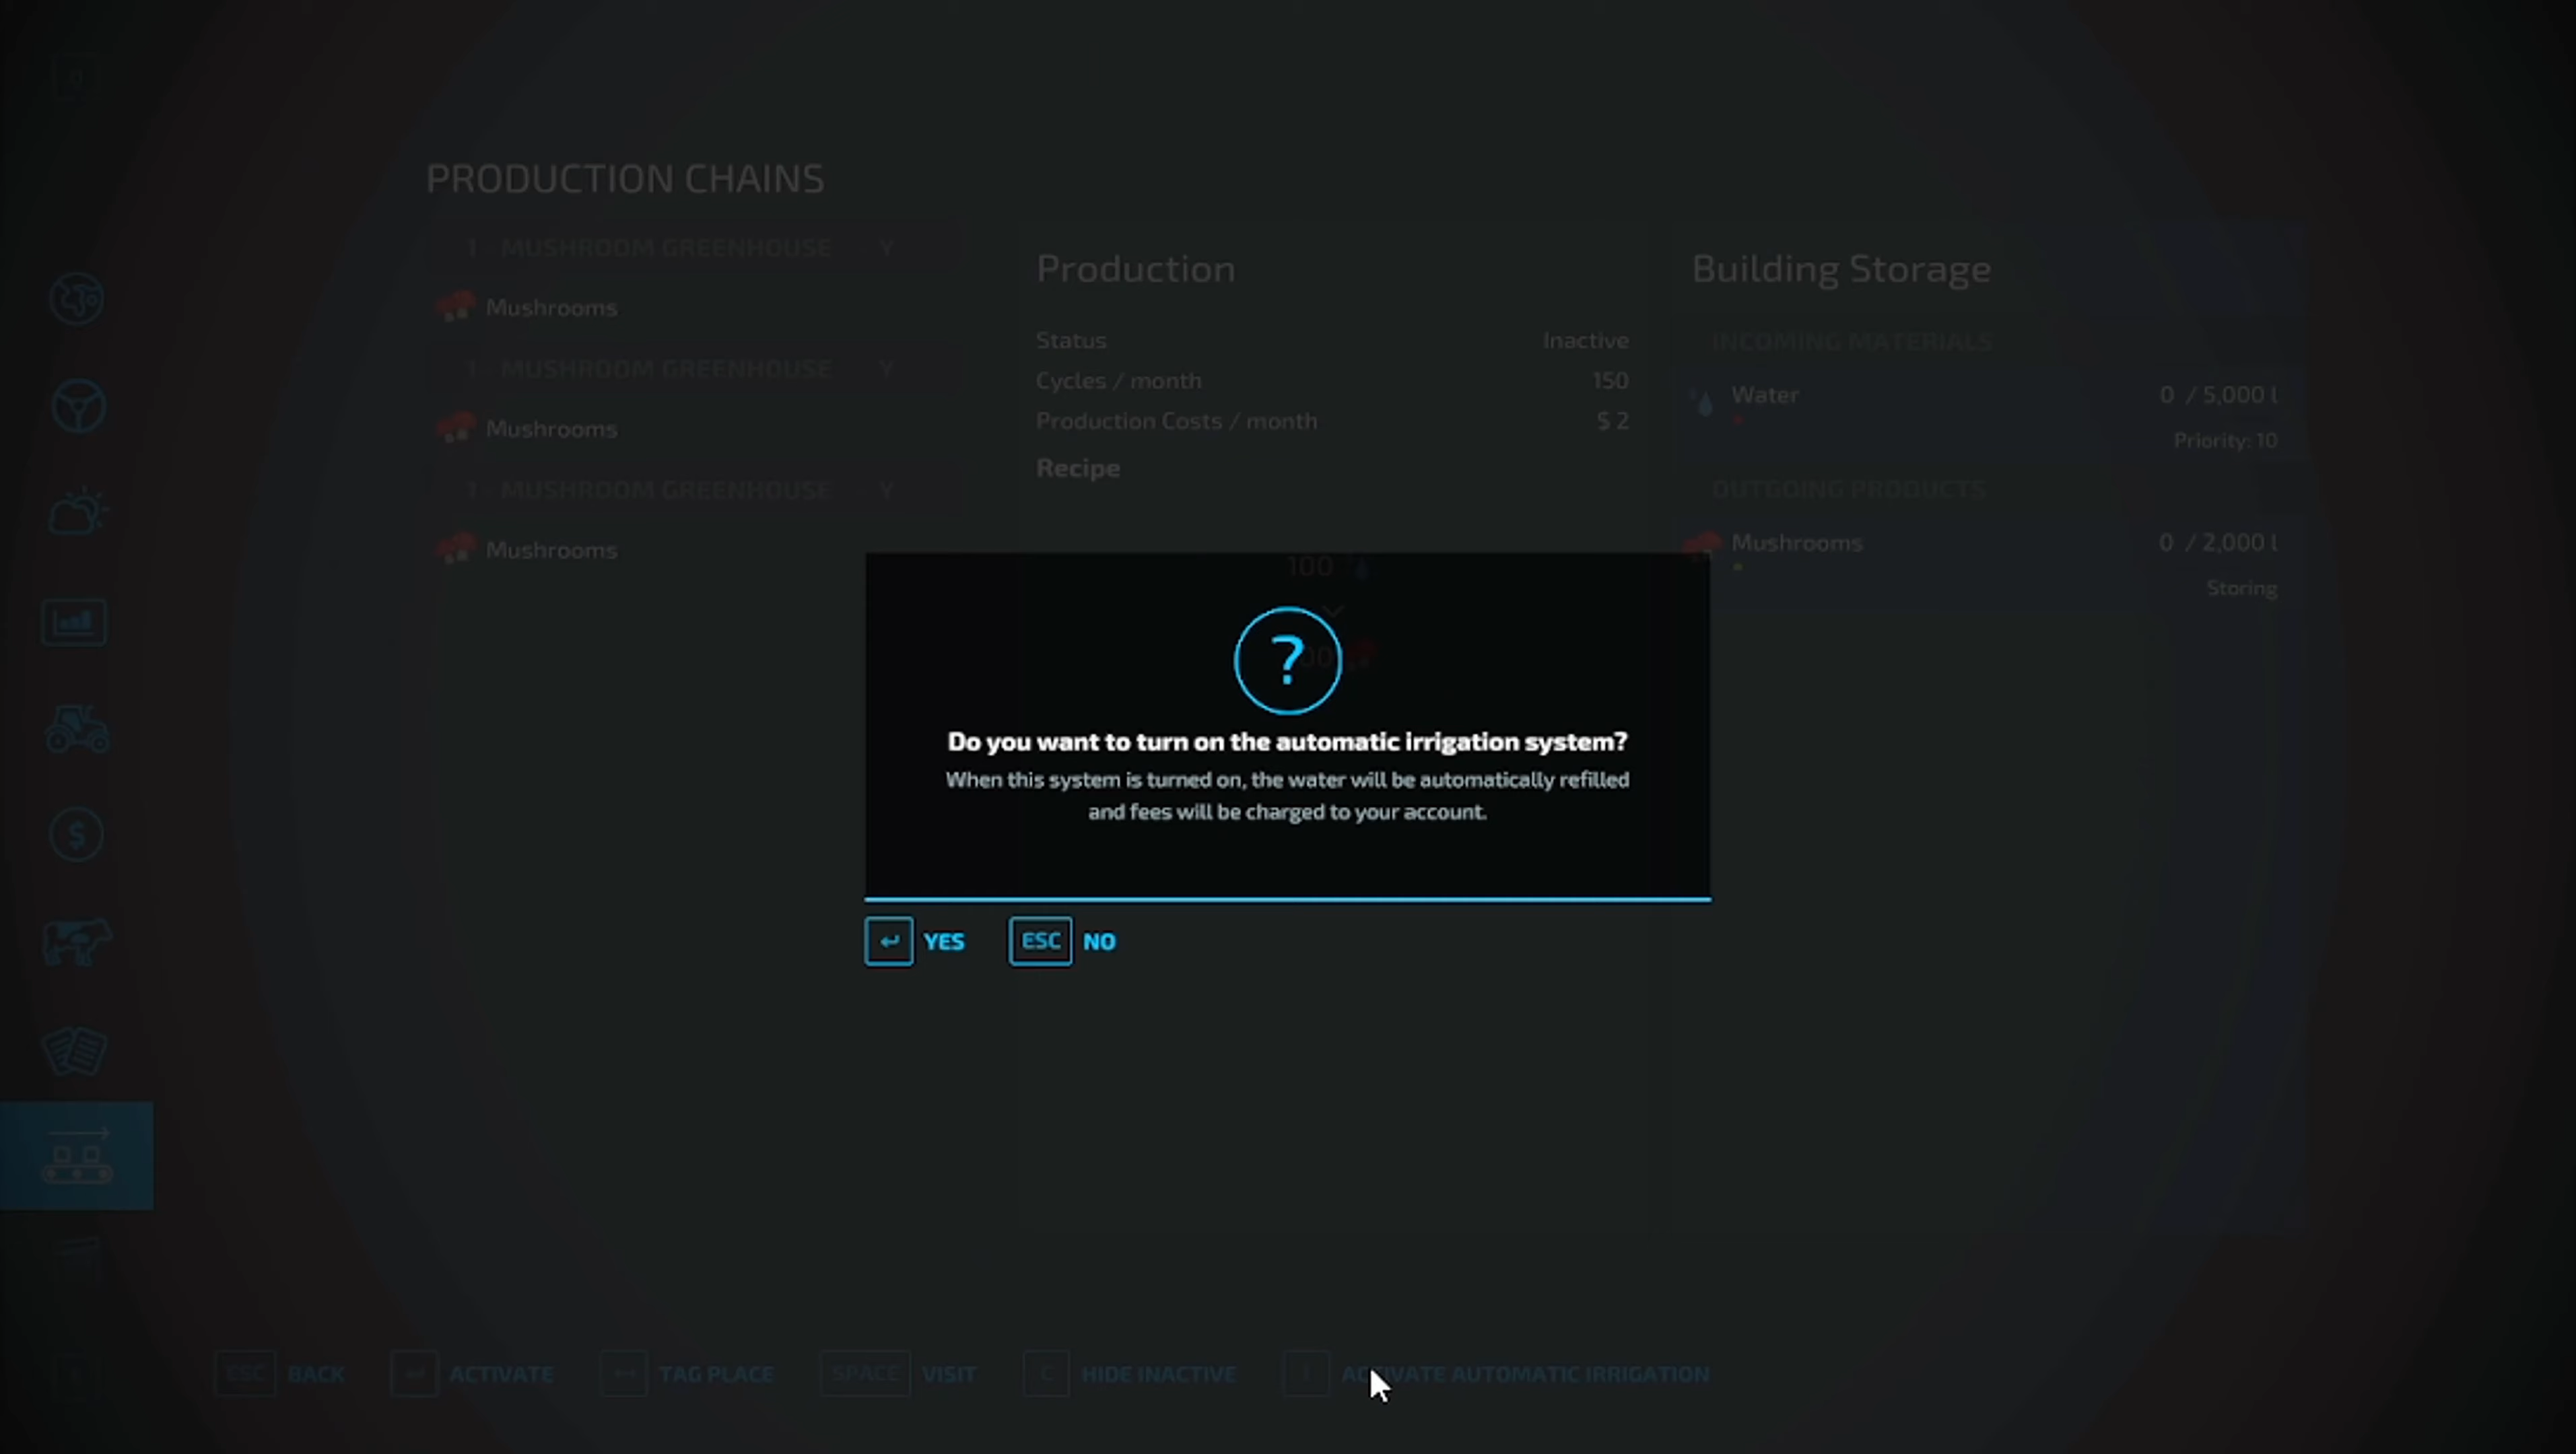 PRODUCTION CHAINS
1 - MUSHROOM GREENHOUSE Y
Mushrooms
1 - MUSHROOM GREENHOUSE Y
Mushrooms
1 - MUSHROOM GREENHOUSE Y
Mushrooms
Production
Status Inactive
Cycles / month 150
Production Costs / month $ 2
Recipe
100
Building Storage
INCOMING MATERIALS
Water 0 / 5,000 l
Priority: 10
OUTGOING PRODUCTS
Mushrooms 0 / 2,000 l
Storing
?
Do you want to turn on the automatic irrigation system?
When this system is turned on, the water will be automatically refilled
and fees will be charged to your account.
YES ESC NO
ESC BACK ACTIVATE TAG PLACE SPACE VISIT C HIDE INACTIVE ACTIVATE AUTOMATIC IRRIGATION